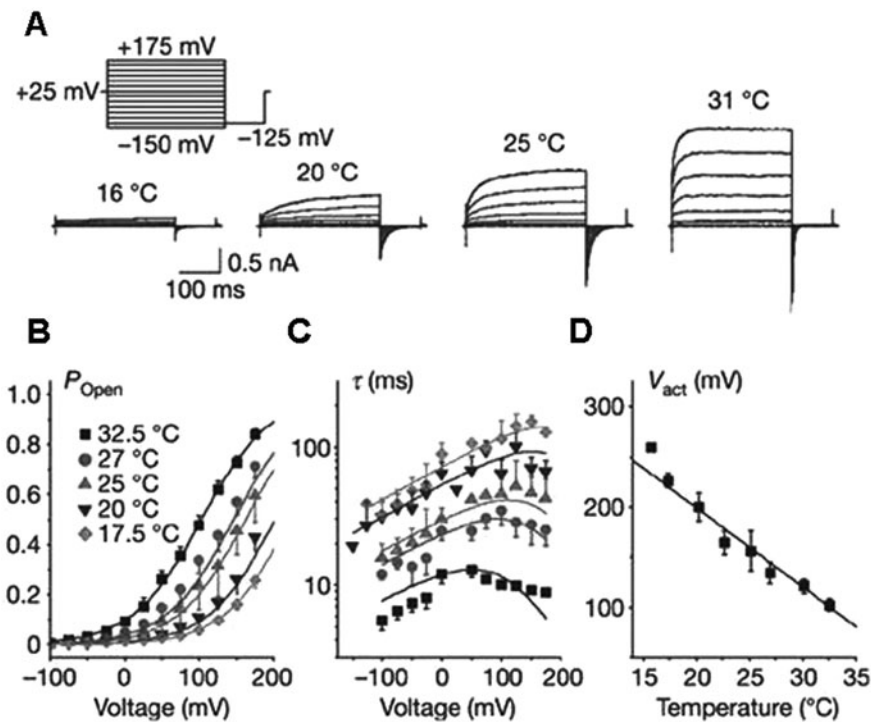 A
+175 mV
+25 mV
−125 mV
−150 mV
16 °C
20 °C
25 °C
31 °C
0.5 nA
100 ms
B
C
D
P Open
τ (ms)
V act (mV)
1.0
0.8
0.6
0.4
0.2
0
32.5 °C
27 °C
25 °C
20 °C
17.5 °C
−100 0 100 200
Voltage (mV)
100
10
−100 0 100 200
Voltage (mV)
300
200
100
15 20 25 30 35
Temperature (°C)